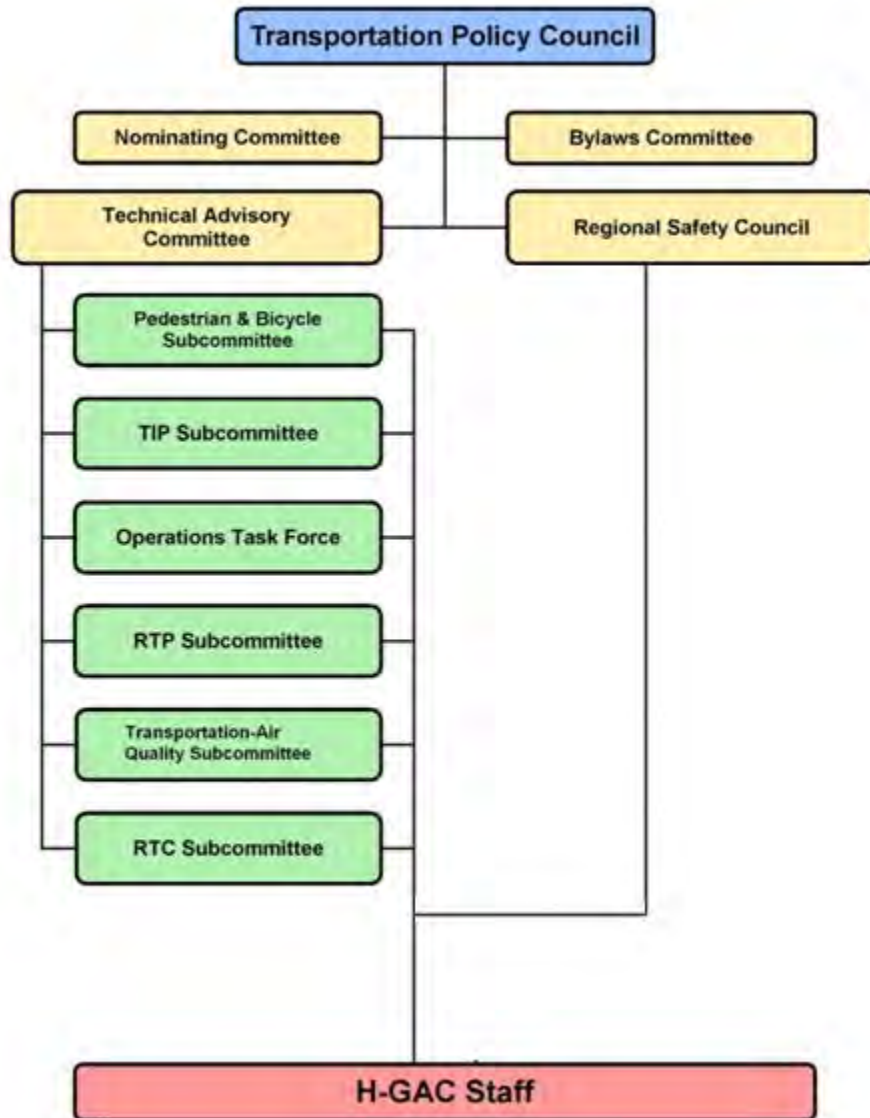 Transportation Policy Council
Nominating Committee
Bylaws Committee
Technical Advisory
Committee
Regional Safety Council
Pedestrian & Bicycle
Subcommittee
TIP Subcommittee
Operations Task Force
RTP Subcommittee
Transportation-Air
Quality Subcommittee
RTC Subcommittee
H-GAC Staff